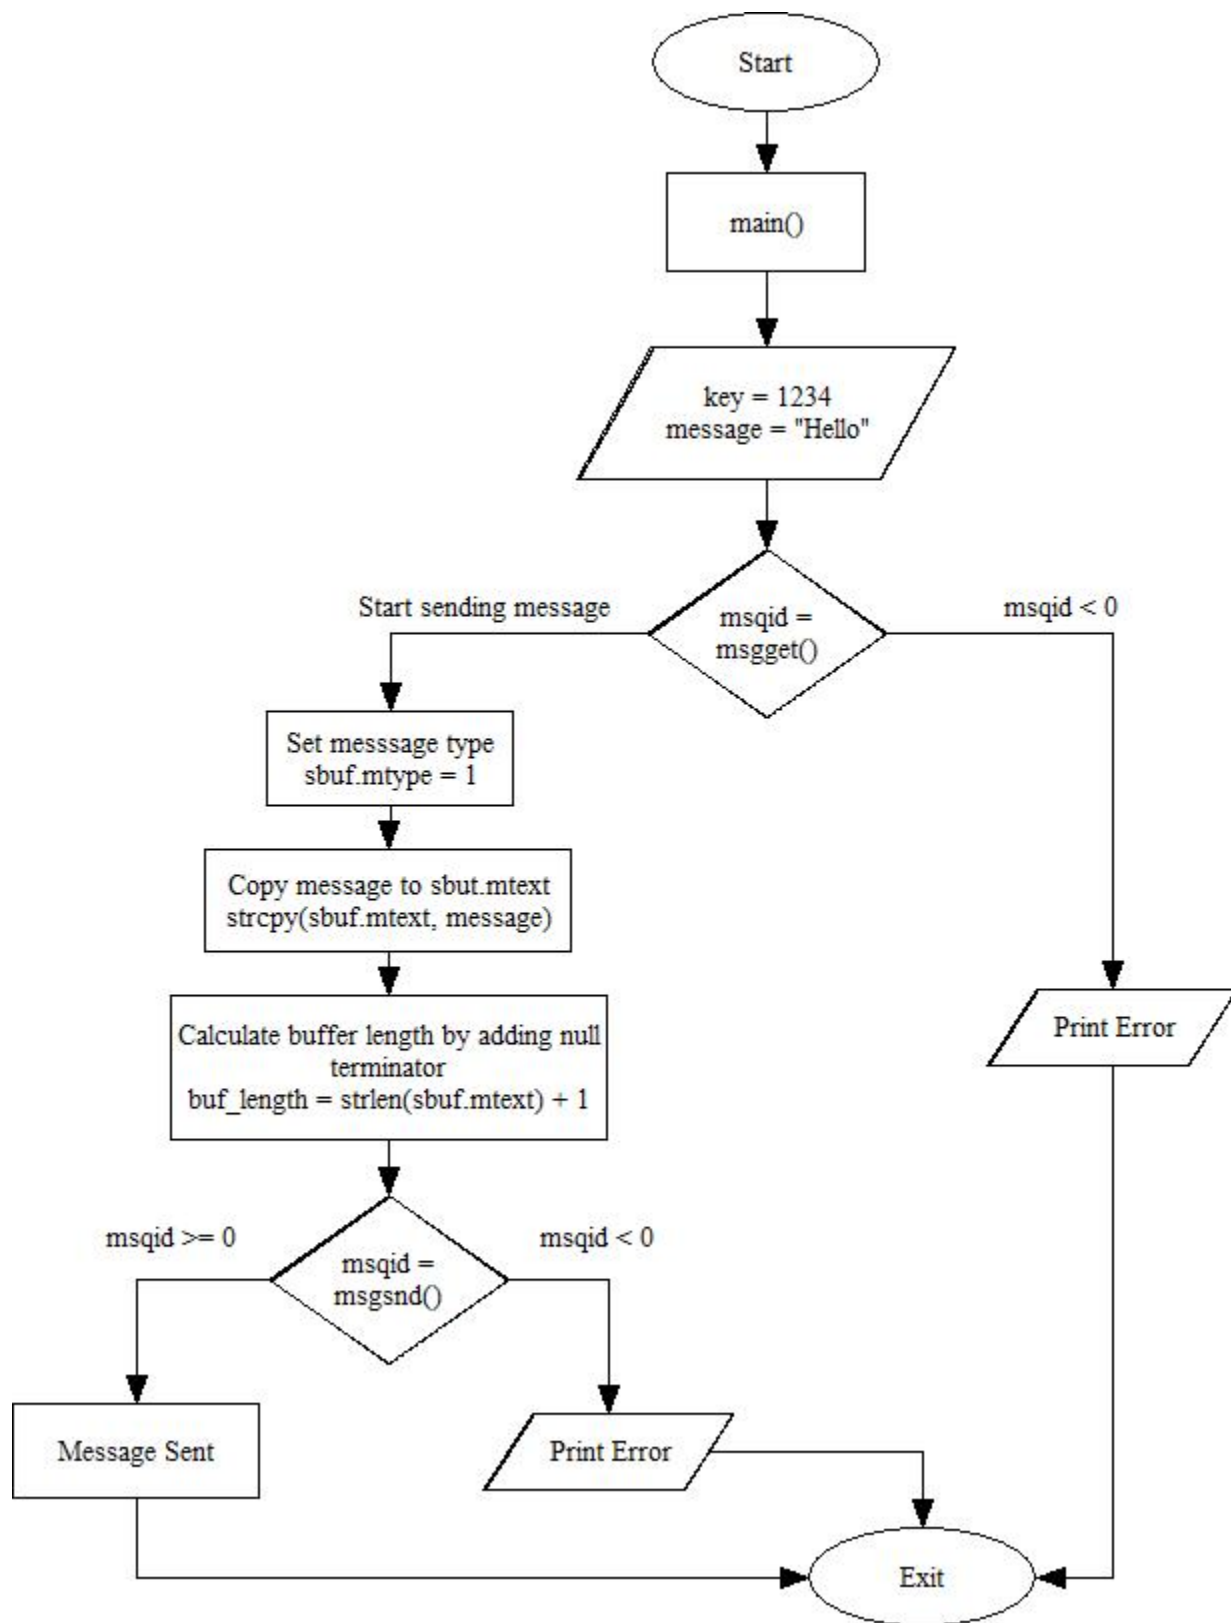 Start
main()
key = 1234
message = "Hello"
Start sending message
msqid =
msgget()
msqid < 0
Set messsage type
sbuf.mtype = 1
Copy message to sbut.mtext
strcpy(sbuf.mtext, message)
Calculate buffer length by adding null
terminator
buf_length = strlen(sbuf.mtext) + 1
Print Error
msqid >= 0
msqid =
msgsnd()
msqid < 0
Message Sent
Print Error
Exit